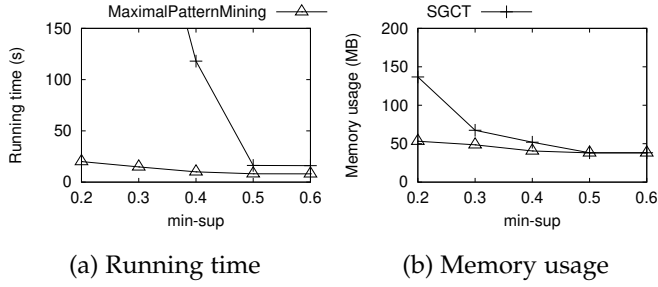 MaximalPatternMining SGCT
Running time (s)
150
100
50
0
0.2 0.3 0.4 0.5 0.6
min-sup
(a) Running time
Memory usage (MB)
200
150
100
50
0
0.2 0.3 0.4 0.5 0.6
min-sup
(b) Memory usage